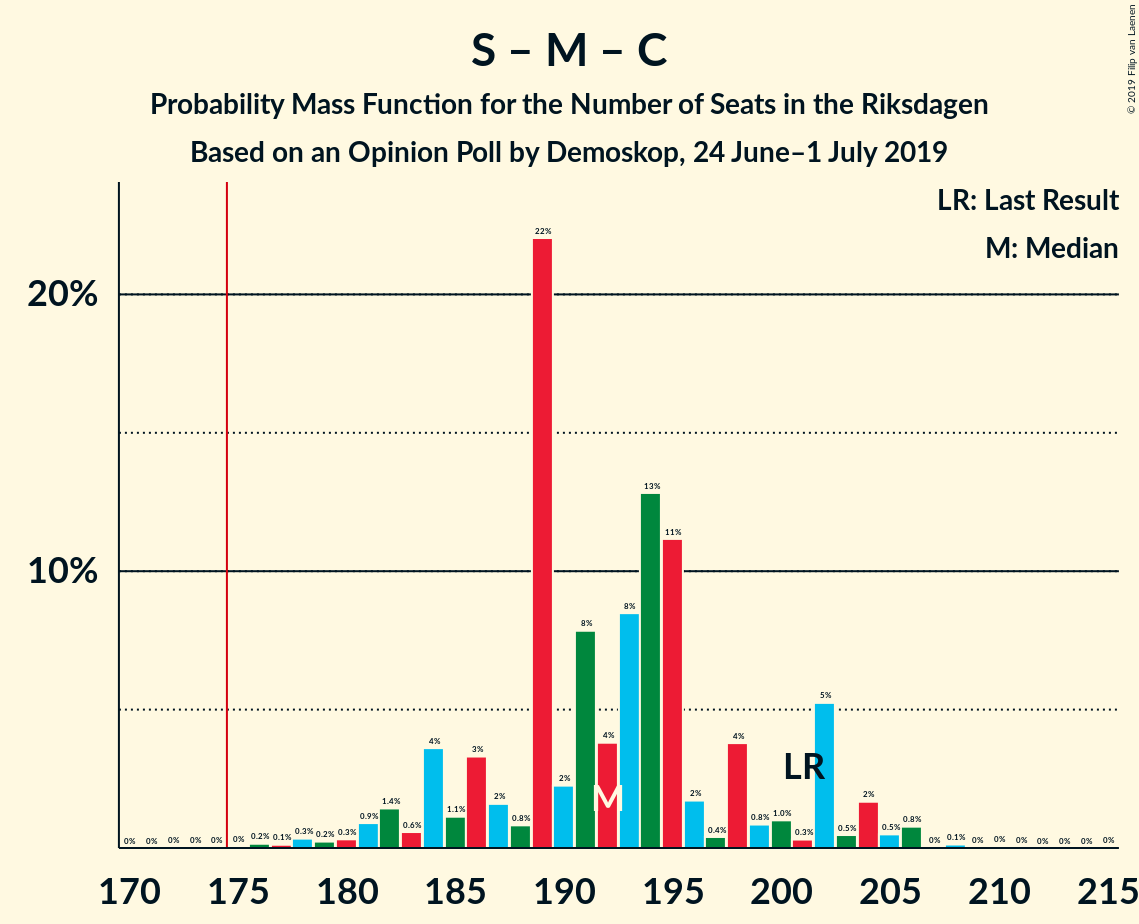 © 2019 Filip van Laenen
S – M – C
Probability Mass Function for the Number of Seats in the Riksdagen
Based on an Opinion Poll by Demoskop, 24 June–1 July 2019
LR: Last Result
M: Median
20%
10%
0% 0% 0% 0% 0% 0% 0.2% 0.1% 0.3% 0.2% 0.3% 0.9% 1.4% 0.6% 4% 1.1% 3% 2% 0.8% 22% 2% 8% 4% 8% 13% 11% 2% 0.4% 4% 0.8% 1.0% 0.3% 5% 0.5% 2% 0.5% 0.8% 0% 0.1% 0% 0% 0% 0% 0% 0% 0%
M
LR
170 175 180 185 190 195 200 205 210 215